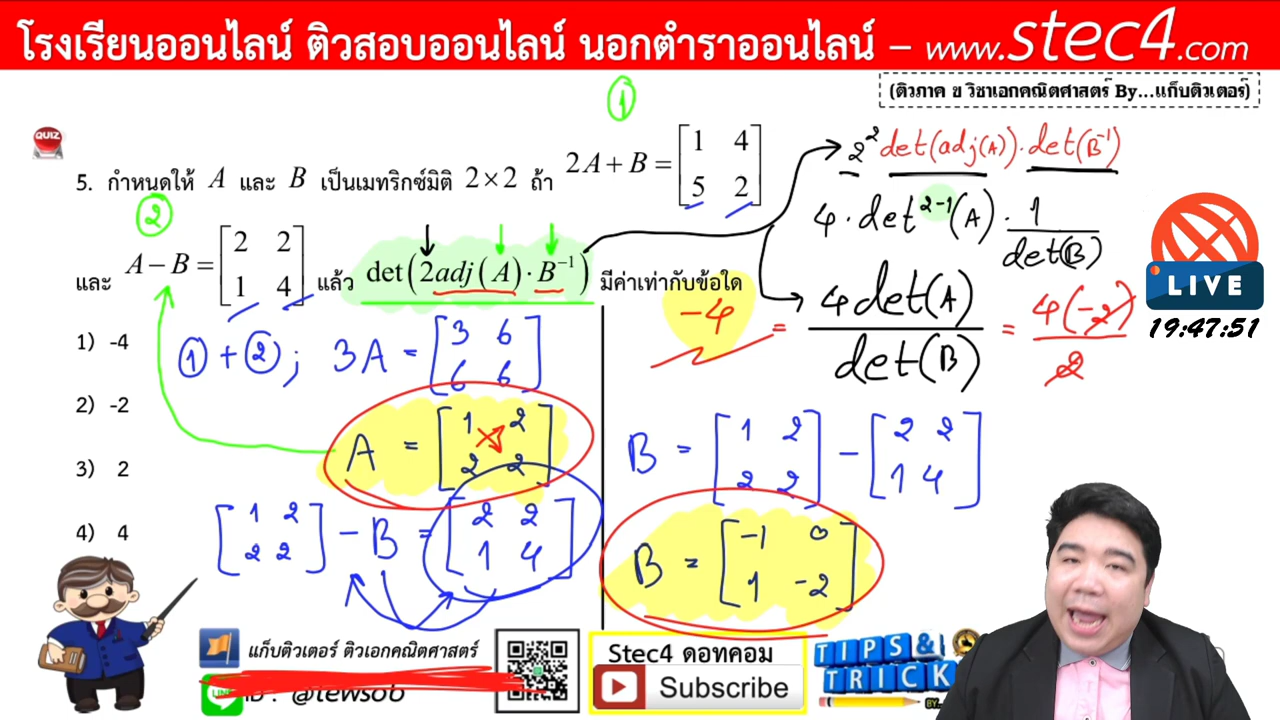 โรงเรียนออนไลน์ ติวสอบออนไลน์ นอกตำราออนไลน์ – www.stec4.com
(ติวภาค ข วิชาเอกคณิตศาสตร์ By...แก็บติวเตอร์)
QUIZ
①
5. กำหนดให้ A และ B เป็นเมทริกซ์มิติ 2×2 ถ้า 2A + B = [1 4; 5 2]
②
และ A − B = [2 2; 1 4] แล้ว det(2adj(A)·B⁻¹) มีค่าเท่ากับข้อใด
1) -4
2) -2
3) 2
4) 4
① + ② ; 3A = [3 6; 6 6]
A = [1 2; 2 2]
[1 2; 2 2] − B = [2 2; 1 4]
2² det(adj(A))·det(B⁻¹)
4·det²⁻¹(A)·1/det(B)
4det(A)/det(B) = 4(-2)/2
= -4
B = [1 2; 2 2] − [2 2; 1 4]
B = [-1 0; 1 -2]
LIVE
19:47:51
แก็บติวเตอร์ ติวเอกคณิตศาสตร์
LINE
: @tewsob
Stec4 ดอทคอม
Subscribe
TIPS &
TRICK
BY